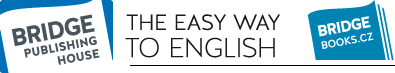 BRIDGE
PUBLISHING
HOUSE
THE EASY WAY
TO ENGLISH
BRIDGE
BOOKS.CZ